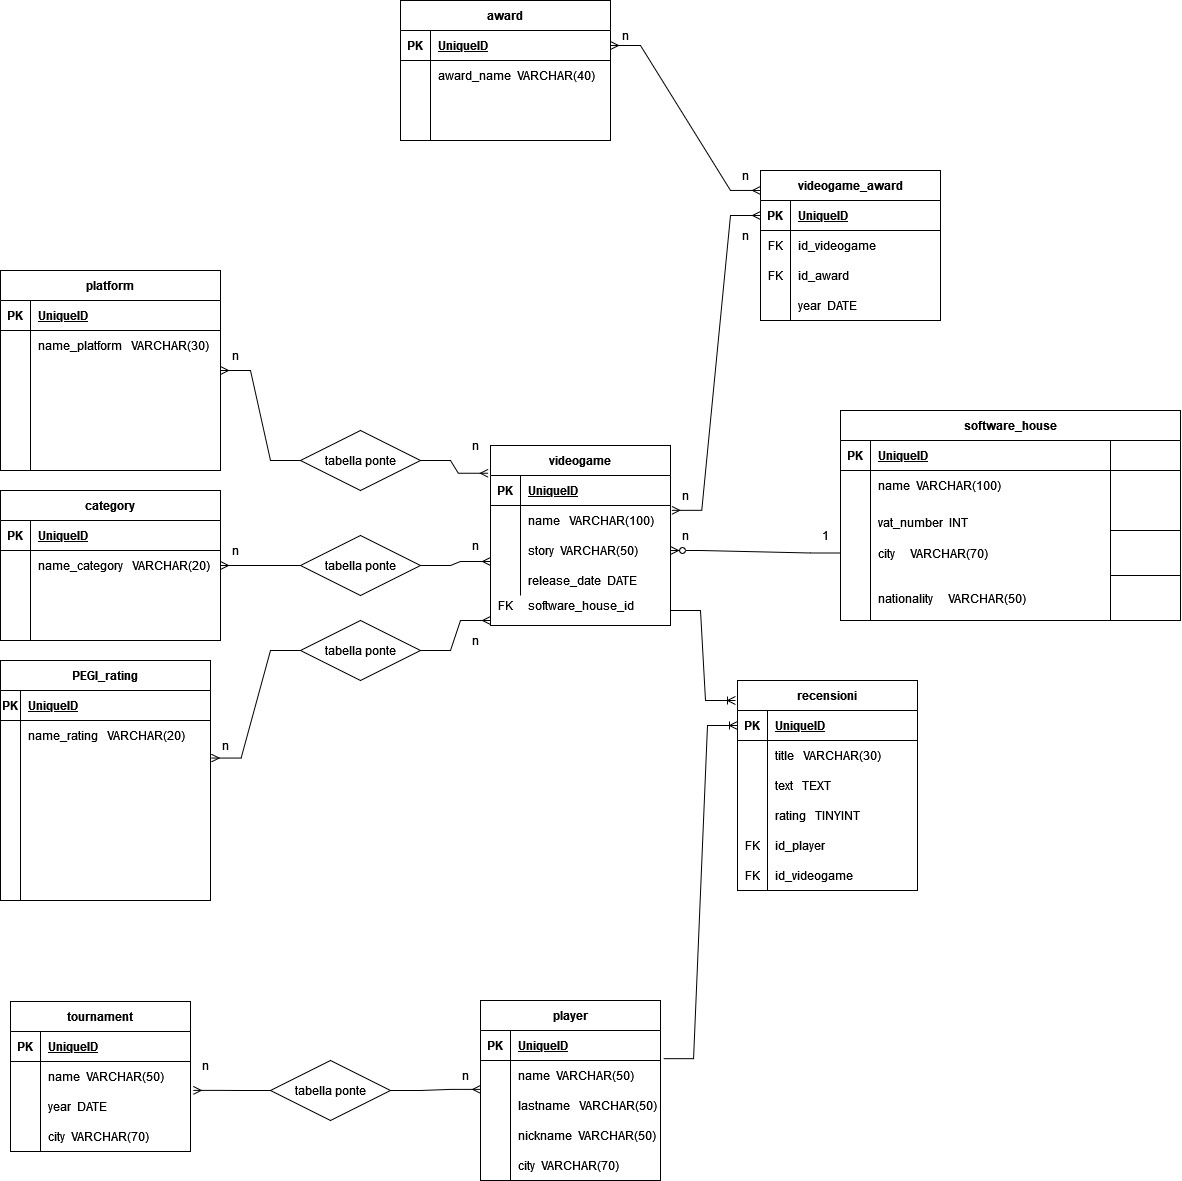 award
PK UniqueID
award_name VARCHAR(40)
n
n
videogame_award
PK UniqueID
n
FK id_videogame
FK id_award
year DATE
platform
PK UniqueID
name_platform VARCHAR(30)
n
tabella ponte
n
category
PK UniqueID
name_category VARCHAR(20)
n
tabella ponte
n
PEGI_rating
PK UniqueID
name_rating VARCHAR(20)
n
tabella ponte
n
videogame
PK UniqueID
name VARCHAR(100)
story VARCHAR(50)
release_date DATE
FK software_house_id
n
n
1
software_house
PK UniqueID
name VARCHAR(100)
vat_number INT
city VARCHAR(70)
nationality VARCHAR(50)
recensioni
PK UniqueID
title VARCHAR(30)
text TEXT
rating TINYINT
FK id_player
FK id_videogame
tournament
PK UniqueID
name VARCHAR(50)
year DATE
city VARCHAR(70)
n
tabella ponte
n
player
PK UniqueID
name VARCHAR(50)
lastname VARCHAR(50)
nickname VARCHAR(50)
city VARCHAR(70)